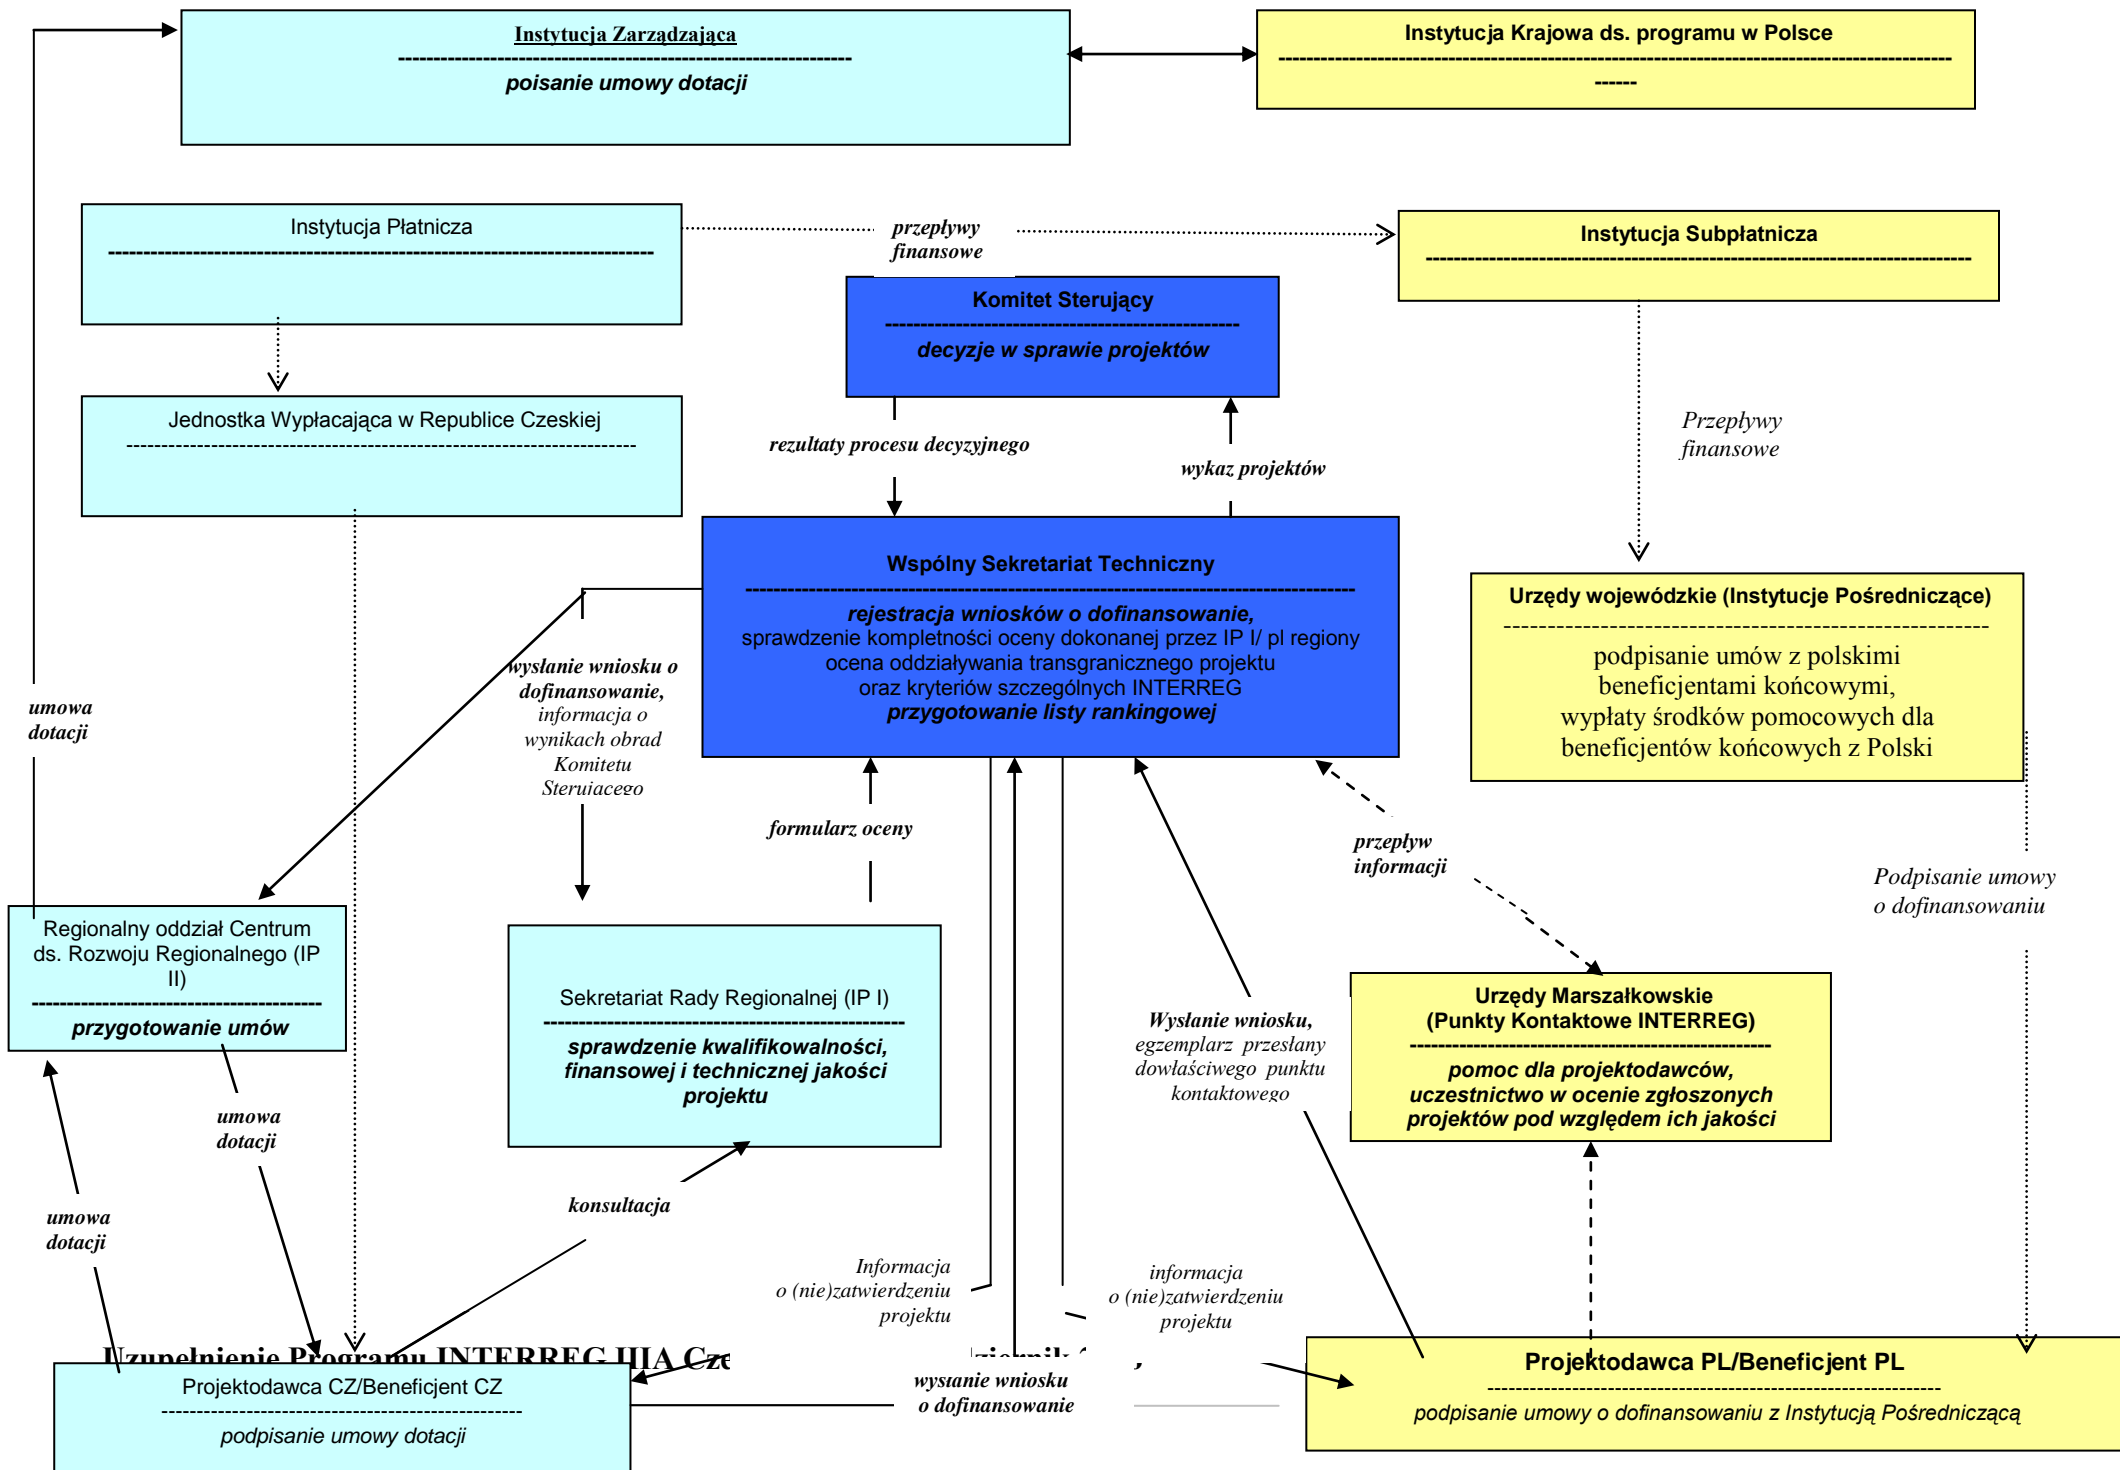 Instytucja Zarządzająca
poisanie umowy dotacji
Instytucja Krajowa ds. programu w Polsce
Instytucja Płatnicza
przepływy
finansowe
Instytucja Subpłatnicza
Komitet Sterujący
decyzje w sprawie projektów
Jednostka Wypłacająca w Republice Czeskiej
rezultaty procesu decyzyjnego
wykaz projektów
Przepływy
finansowe
Wspólny Sekretariat Techniczny
rejestracja wniosków o dofinansowanie,
sprawdzenie kompletności oceny dokonanej przez IP I/ pl regiony
ocena oddziaływania transgranicznego projektu
oraz kryteriów szczególnych INTERREG
przygotowanie listy rankingowej
Urzędy wojewódzkie (Instytucje Pośredniczące)
podpisanie umów z polskimi
beneficjentami końcowymi,
wypłaty środków pomocowych dla
beneficjentów końcowych z Polski
umowa
dotacji
wysłanie wniosku o
dofinansowanie,
informacja o
wynikach obrad
Komitetu
Sterującego
formularz oceny
przepływ
informacji
Podpisanie umowy
o dofinansowaniu
Regionalny oddział Centrum
ds. Rozwoju Regionalnego (IP
II)
przygotowanie umów
Sekretariat Rady Regionalnej (IP I)
sprawdzenie kwalifikowalności,
finansowej i technicznej jakości
projektu
Wysłanie wniosku,
egzemplarz przesłany
dowłaściwego punktu
kontaktowego
Urzędy Marszałkowskie
(Punkty Kontaktowe INTERREG)
pomoc dla projektodawców,
uczestnictwo w ocenie zgłoszonych
projektów pod względem ich jakości
umowa
dotacji
umowa
dotacji
konsultacja
Informacja
o (nie)zatwierdzeniu
projektu
informacja
o (nie)zatwierdzeniu
projektu
Uzupełnienie Programu INTERREG IIIA
Projektodawca CZ/Beneficjent CZ
podpisanie umowy dotacji
wysłanie wniosku
o dofinansowanie
Projektodawca PL/Beneficjent PL
podpisanie umowy o dofinansowaniu z Instytucją Pośredniczącą